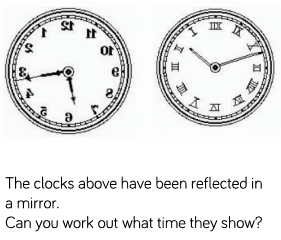 The clocks above have been reflected in
a mirror.
Can you work out what time they show?